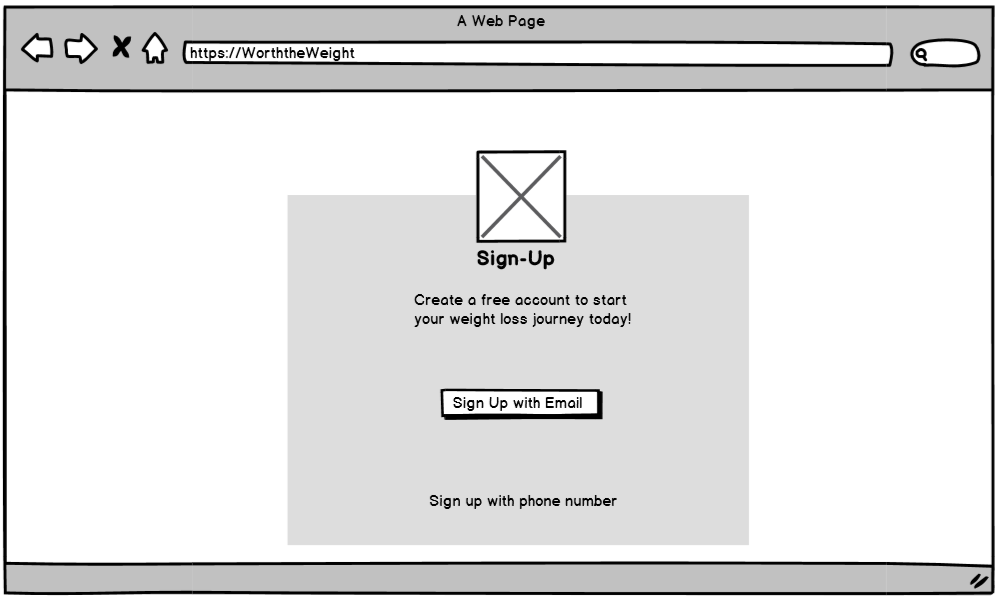 A Web Page
https://WorththeWeight
Sign-Up
Create a free account to start
your weight loss journey today!
Sign Up with Email
Sign up with phone number